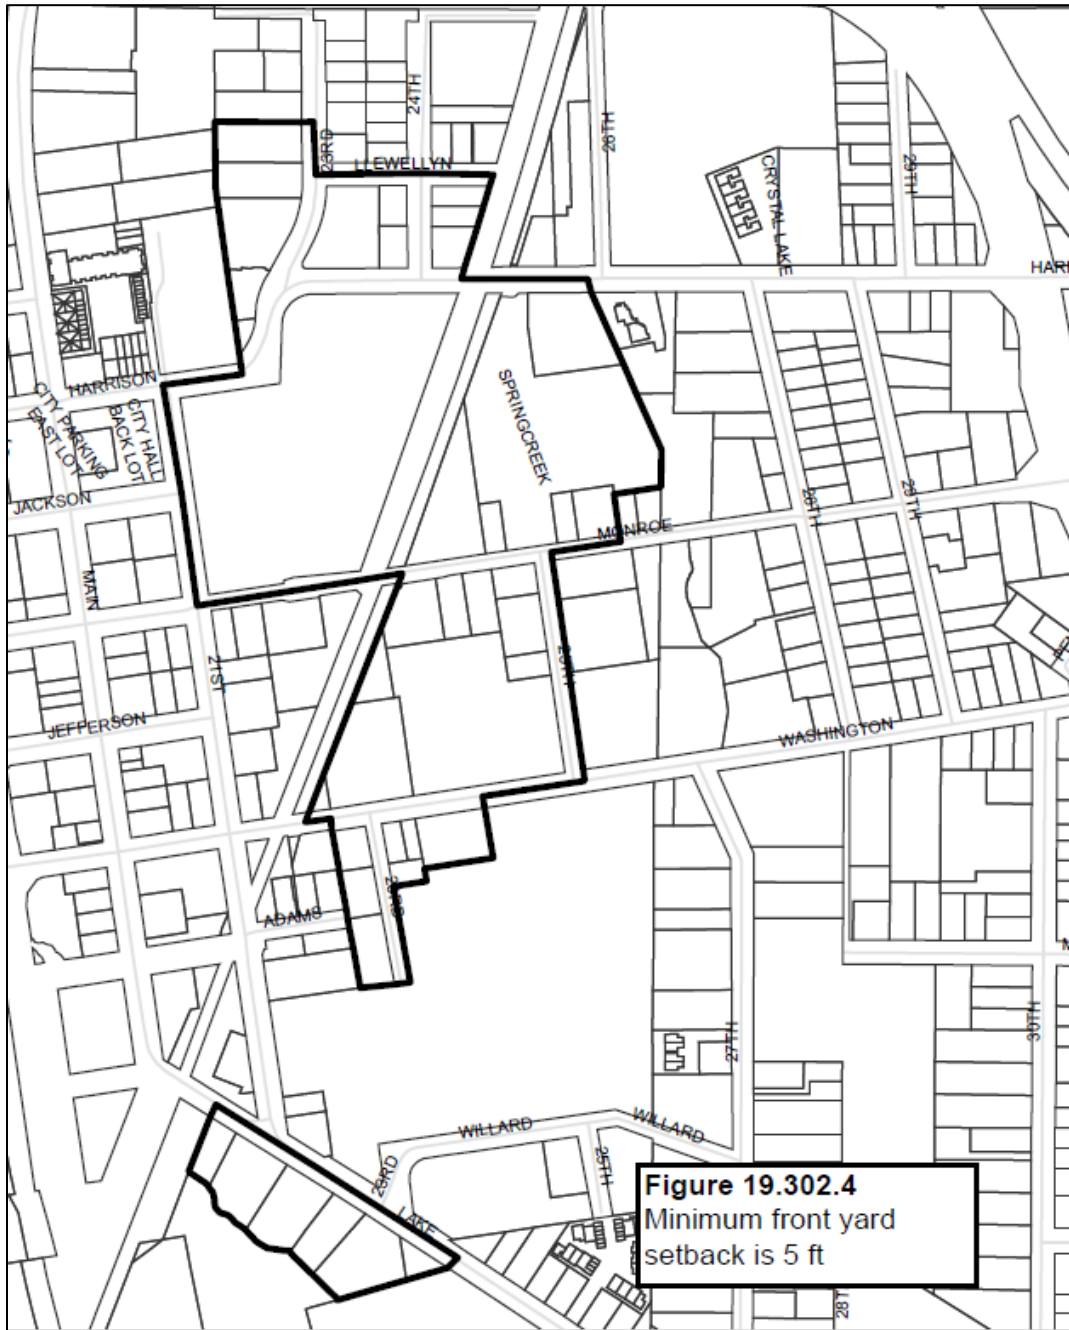 24TH
23RD
LLEWELLYN
26TH
CRYSTAL LAKE
29TH
HARRISON
CITY PARKING
EAST LOT
CITY HALL
BACK LOT
SPRINGCREEK
JACKSON
MAIN
MONROE
28TH
29TH
21ST
25TH
JEFFERSON
WASHINGTON
23RD
ADAMS
27TH
30TH
WILLARD
WILLARD
23RD
25TH
LAKE
Figure 19.302.4
Minimum front yard
setback is 5 ft